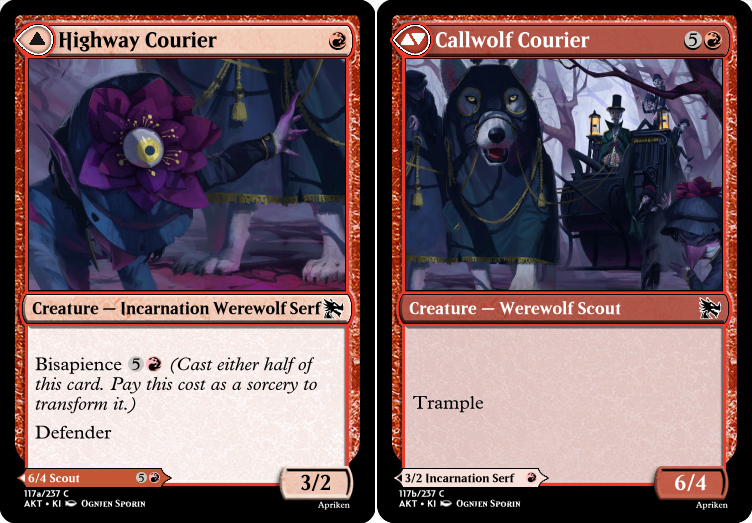 Highway Courier
Creature — Incarnation Werewolf Serf
Bisapience 5 (Cast either half of
this card. Pay this cost as a sorcery to
transform it.)
Defender
6/4 Scout 5
3/2
117a/237 C
AKT • KI Ognjen Sporin
Apriken
Callwolf Courier
5
Creature — Werewolf Scout
Trample
3/2 Incarnation Serf
6/4
117b/237 C
AKT • KI Ognjen Sporin
Apriken